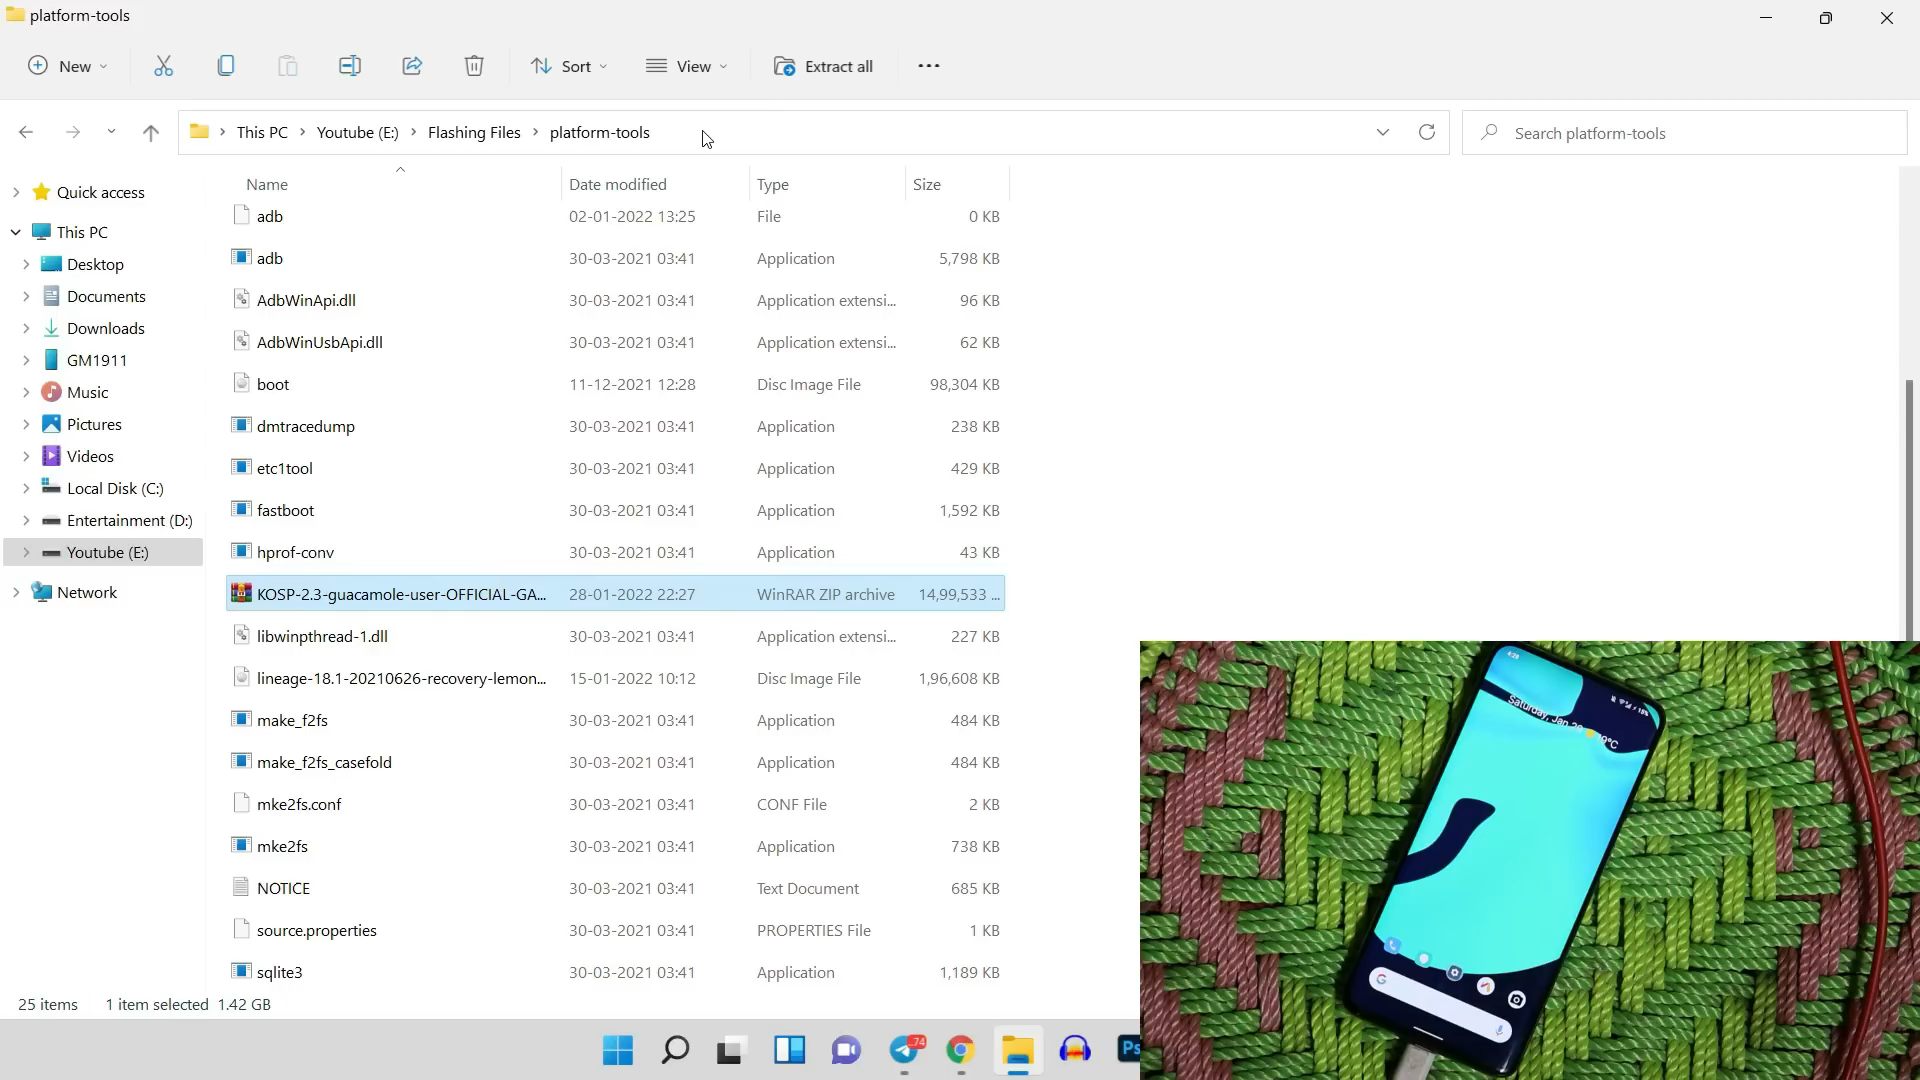 platform-tools
New
Sort
View
Extract all
This PC
Youtube (E:)
Flashing Files
platform-tools
Search platform-tools
Quick access
This PC
Desktop
Documents
Downloads
GM1911
Music
Pictures
Videos
Local Disk (C:)
Entertainment (D:)
Youtube (E:)
Network
Name Date modified Type Size
adb 02-01-2022 13:25 File 0 KB
adb 30-03-2021 03:41 Application 5,798 KB
AdbWinApi.dll 30-03-2021 03:41 Application extensi... 96 KB
AdbWinUsbApi.dll 30-03-2021 03:41 Application extensi... 62 KB
boot 11-12-2021 12:28 Disc Image File 98,304 KB
dmtracedump 30-03-2021 03:41 Application 238 KB
etc1tool 30-03-2021 03:41 Application 429 KB
fastboot 30-03-2021 03:41 Application 1,592 KB
hprof-conv 30-03-2021 03:41 Application 43 KB
KOSP-2.3-guacamole-user-OFFICIAL-GA... 28-01-2022 22:27 WinRAR ZIP archive 14,99,533 ...
libwinpthread-1.dll 30-03-2021 03:41 Application extensi... 227 KB
lineage-18.1-20210626-recovery-lemon... 15-01-2022 10:12 Disc Image File 1,96,608 KB
make_f2fs 30-03-2021 03:41 Application 484 KB
make_f2fs_casefold 30-03-2021 03:41 Application 484 KB
mke2fs.conf 30-03-2021 03:41 CONF File 2 KB
mke2fs 30-03-2021 03:41 Application 738 KB
NOTICE 30-03-2021 03:41 Text Document 685 KB
source.properties 30-03-2021 03:41 PROPERTIES File 1 KB
sqlite3 30-03-2021 03:41 Application 1,189 KB
25 items 1 item selected 1.42 GB
74
Ps
Saturday, Jan
G